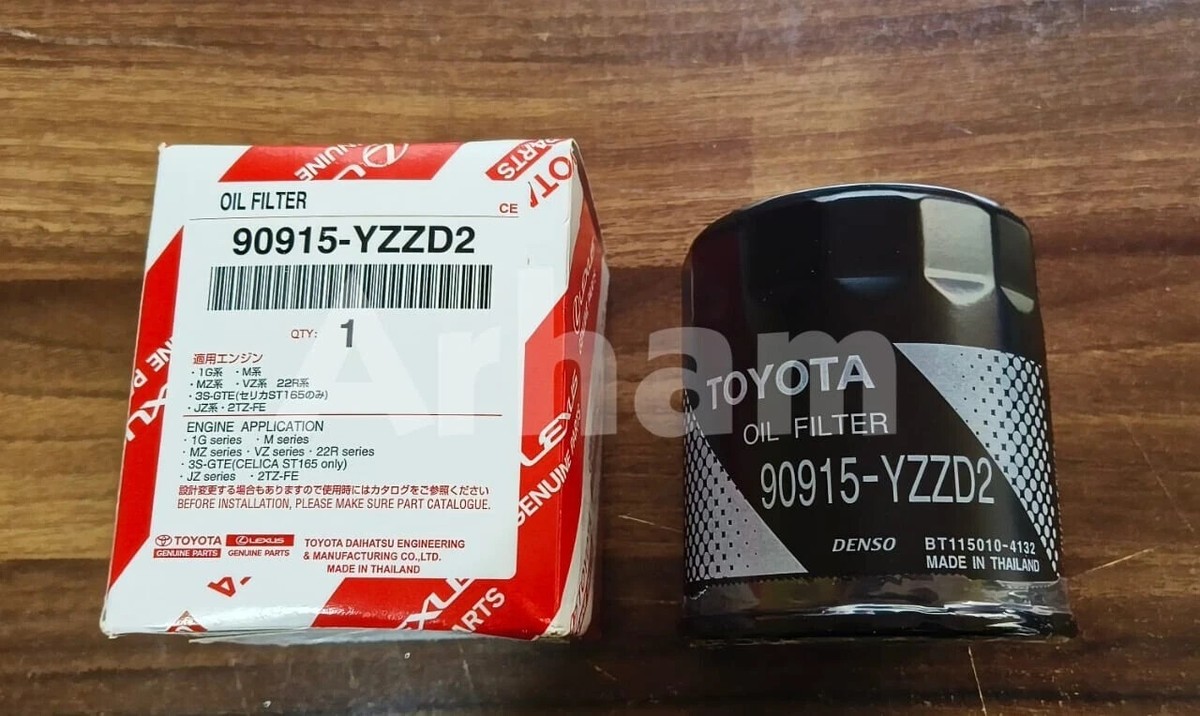 LEXUS
GENUINE
PARTS
TOYOTA
OIL FILTER
CE
90915-YZZD2
QTY: 1
適用エンジン
・1G系 ・M系
・MZ系 ・VZ系 22R系
・3S-GTE(セリカST165のみ)
・JZ系・2TZ-FE
ENGINE APPLICATION
・1G series ・M series
・MZ series ・VZ series ・22R series
・3S-GTE(CELICA ST165 only)
・JZ series ・2TZ-FE
設計変更する場合もありますので使用時にはカタログをご参照ください
BEFORE INSTALLATION, PLEASE MAKE SURE PART CATALOGUE.
TOYOTA LEXUS
GENUINE PARTS GENUINE PARTS
TOYOTA DAIHATSU ENGINEERING
& MANUFACTURING CO.,LTD.
MADE IN THAILAND
LEXUS
GENUINE PARTS
PARTS
Arham
TOYOTA
OIL FILTER
90915-YZZD2
DENSO BT115010-4132
MADE IN THAILAND